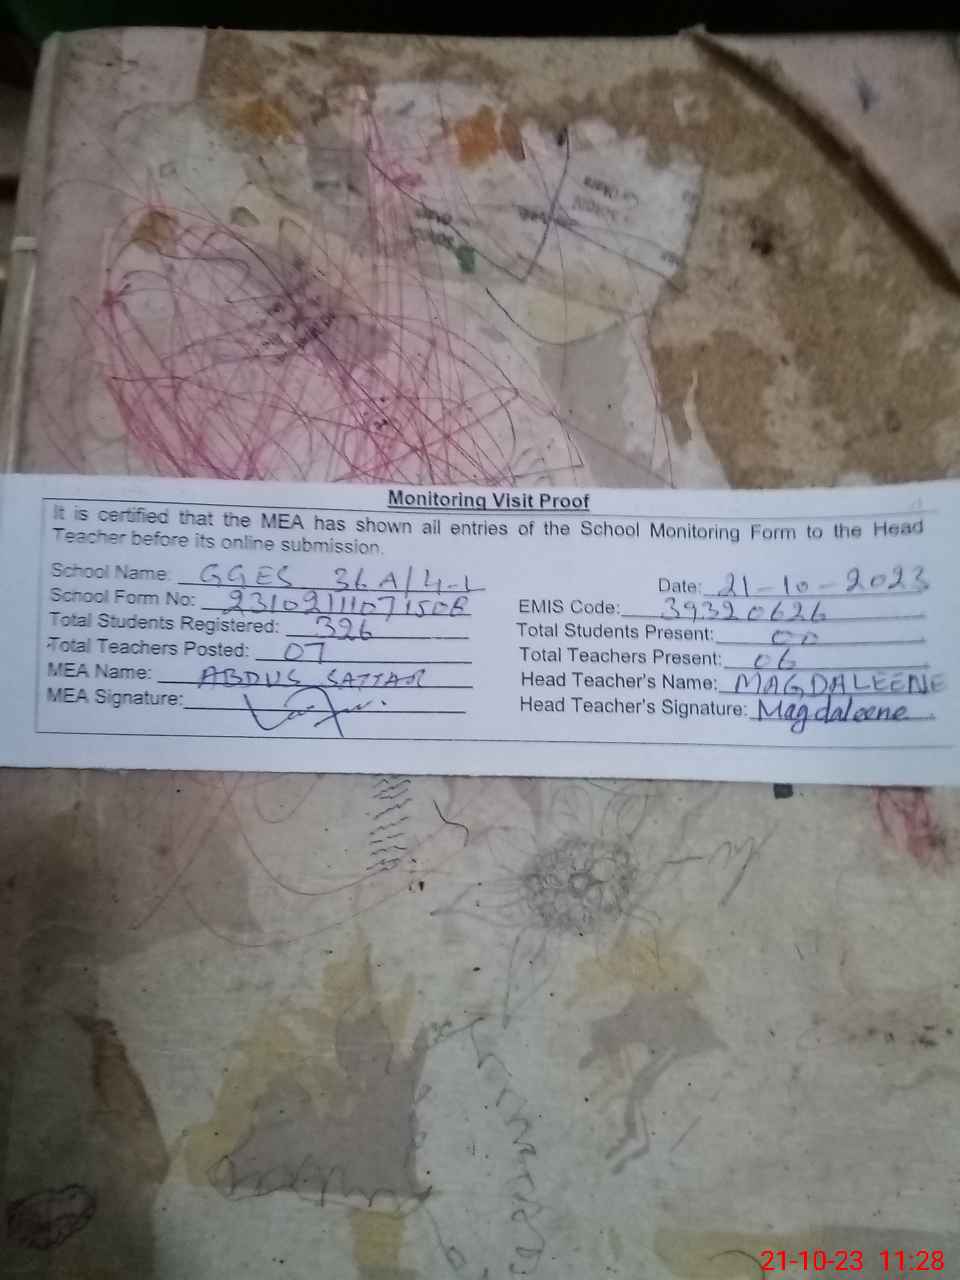 Monitoring Visit Proof
It is certified that the MEA has shown all entries of the School Monitoring Form to the Head
Teacher before its online submission.
School Name: GGES 36 A/4-L
Date: 21-10-2023
School Form No:
EMIS Code: 39320626
Total Students Registered: 326
Total Students Present: 00
Total Teachers Posted: 07
Total Teachers Present: 06
MEA Name: ABDUS SATTAR
Head Teacher's Name: MAGDALEENE
MEA Signature:
Head Teacher's Signature: Magdaleene
21-10-23 11:28